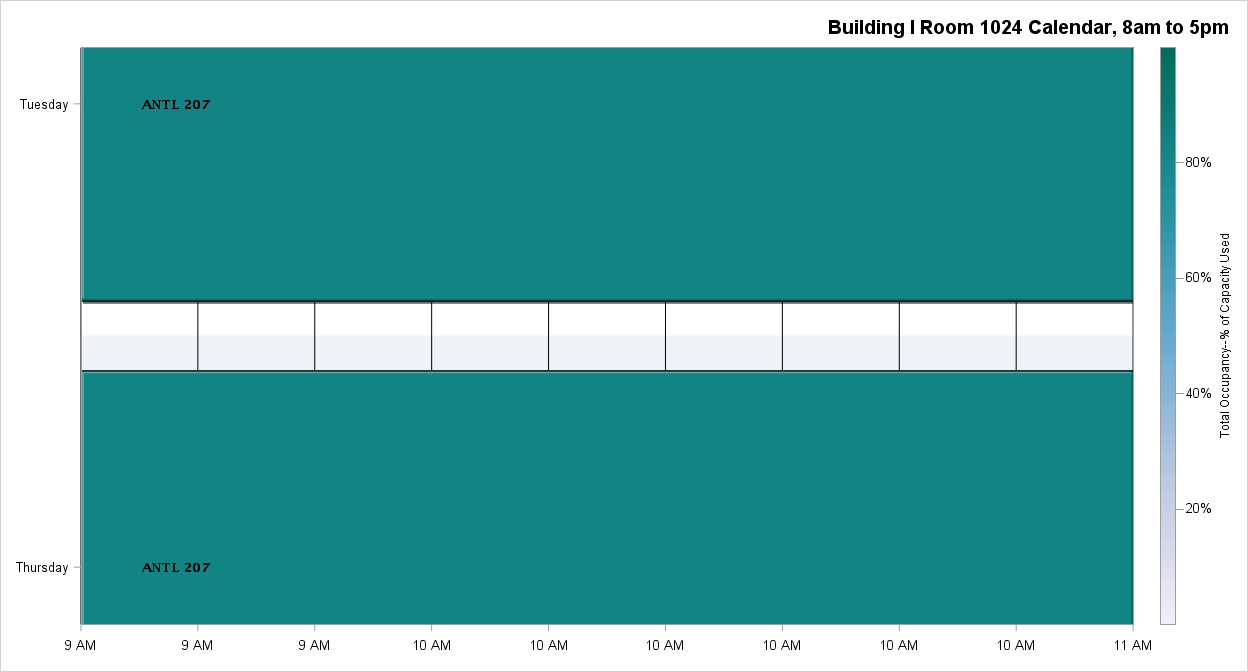 Building I Room 1024 Calendar, 8am to 5pm
Tuesday
ANTL 207
Thursday
ANTL 207
9 AM 9 AM 9 AM 10 AM 10 AM 10 AM 10 AM 10 AM 10 AM 11 AM
80%
60%
40%
20%
Total Occupancy--% of Capacity Used